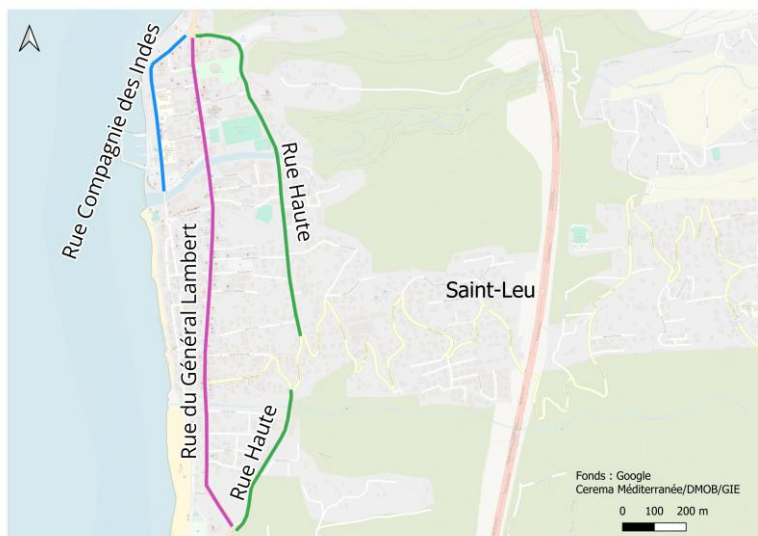 Rue Compagnie des Indes
Rue du Général Lambert
Rue Haute
Rue Haute
Saint-Leu
Fonds : Google
Cerema Méditerranée/DMOB/GIE
0 100 200 m